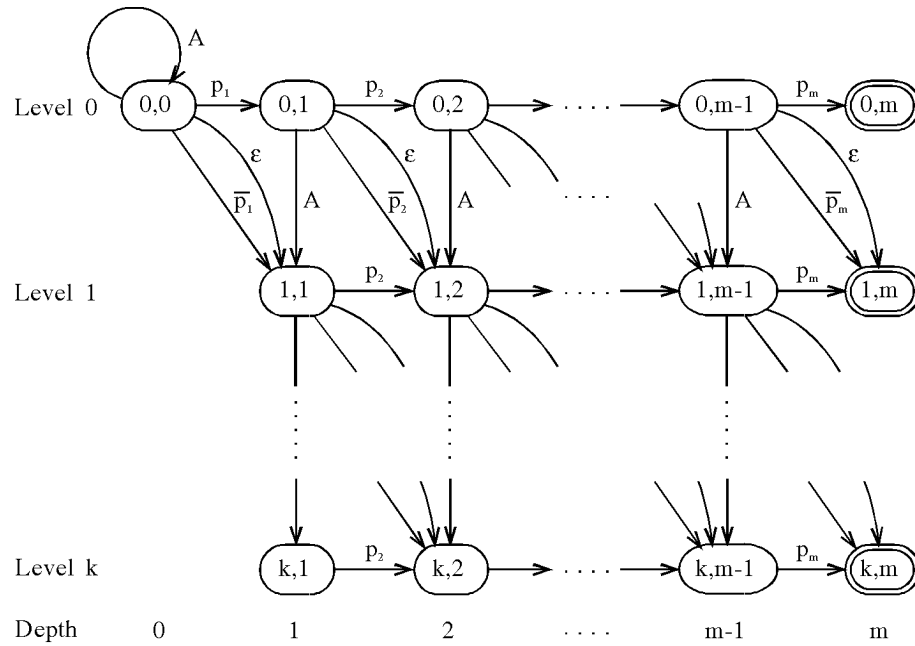 A
p₁ p₂ pₘ
Level 0 0,0 0,1 0,2 . . . . 0,m-1 0,m
ε ε ε
p̅₁ A p̅₂ A . . . . A p̅ₘ
p₂ pₘ
Level 1 1,1 1,2 . . . . 1,m-1 1,m
p₂ pₘ
Level k k,1 k,2 . . . . k,m-1 k,m
Depth 0 1 2 . . . . m-1 m